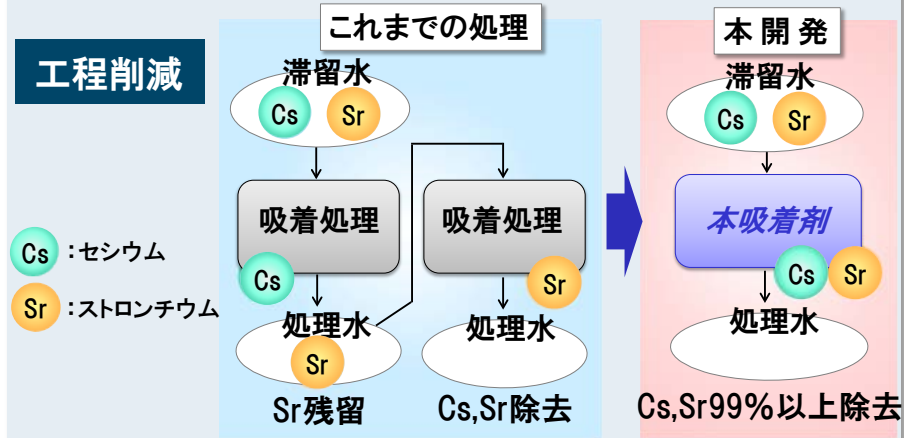 工程削減
Cs：セシウム
Sr：ストロンチウム
これまでの処理
滞留水
Cs Sr
吸着処理
Cs
処理水
Sr
Sr残留
吸着処理
Sr
処理水
Cs,Sr除去
本開発
滞留水
Cs Sr
本吸着剤
Cs Sr
処理水
Cs,Sr99%以上除去